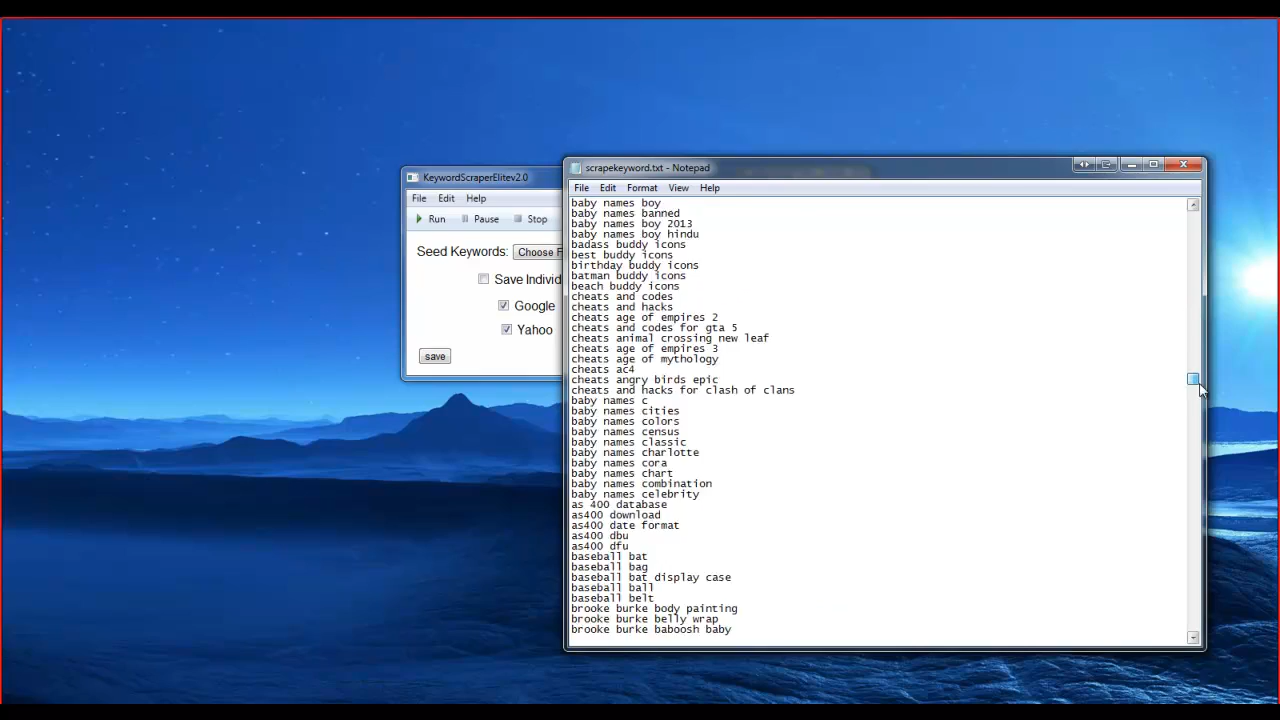 KeywordScraperElitev2.0
File Edit Help
Run Pause Stop
Seed Keywords: Choose F
Save Individ
Google
Yahoo
save
scrapekeyword.txt - Notepad
File Edit Format View Help
baby names boy
baby names banned
baby names boy 2013
baby names boy hindu
badass buddy icons
best buddy icons
birthday buddy icons
batman buddy icons
beach buddy icons
cheats and codes
cheats and hacks
cheats age of empires 2
cheats and codes for gta 5
cheats animal crossing new leaf
cheats age of empires 3
cheats age of mythology
cheats ac4
cheats angry birds epic
cheats and hacks for clash of clans
baby names c
baby names cities
baby names colors
baby names census
baby names classic
baby names charlotte
baby names cora
baby names chart
baby names combination
baby names celebrity
as 400 database
as400 download
as400 date format
as400 dbu
as400 dfu
baseball bat
baseball bag
baseball bat display case
baseball ball
baseball belt
brooke burke body painting
brooke burke belly wrap
brooke burke baboosh baby